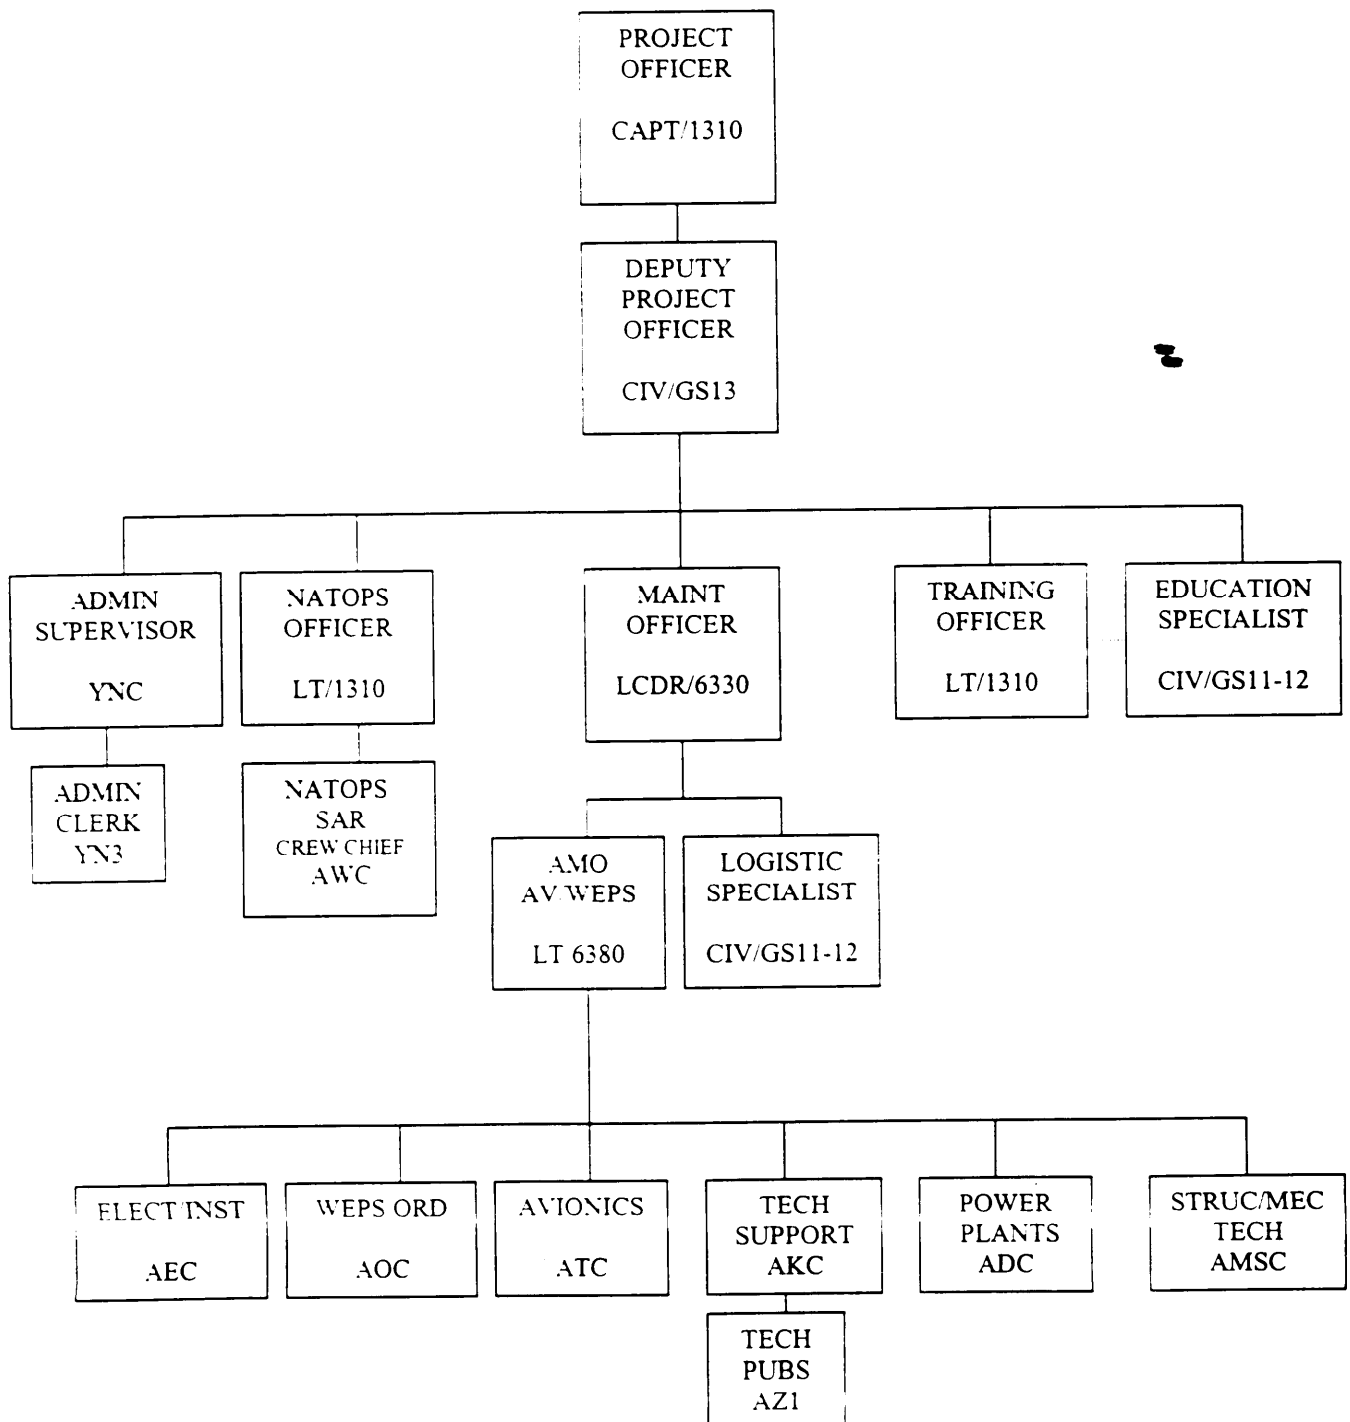 PROJECT
OFFICER
CAPT/1310
DEPUTY
PROJECT
OFFICER
CIV/GS13
ADMIN
SUPERVISOR
YNC
NATOPS
OFFICER
LT/1310
MAINT
OFFICER
LCDR/6330
TRAINING
OFFICER
LT/1310
EDUCATION
SPECIALIST
CIV/GS11-12
ADMIN
CLERK
YN3
NATOPS
SAR
CREW CHIEF
AWC
AMO
AV/WEPS
LT 6380
LOGISTIC
SPECIALIST
CIV/GS11-12
ELECT/INST
AEC
WEPS ORD
AOC
AVIONICS
ATC
TECH
SUPPORT
AKC
POWER
PLANTS
ADC
STRUC/MEC
TECH
AMSC
TECH
PUBS
AZ1